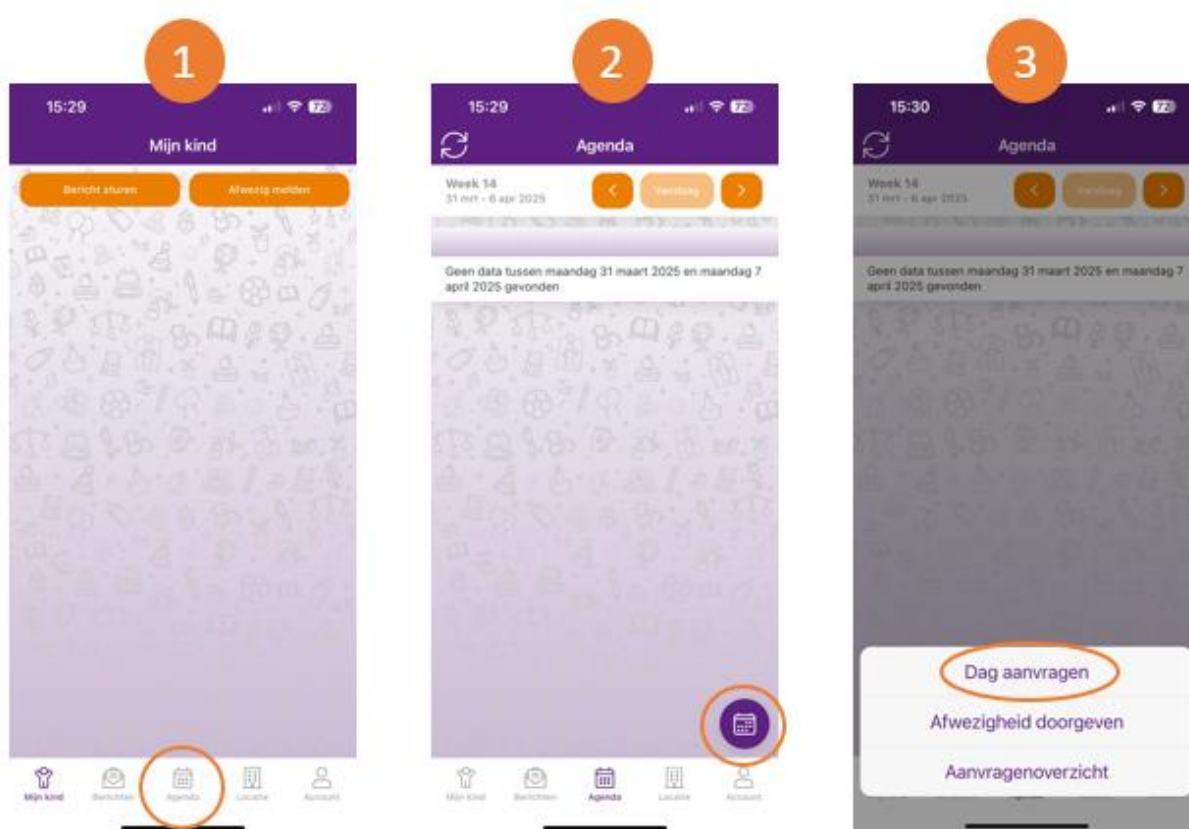 1
15:29
72
Mijn kind
Bericht sturen
Afwezig melden
Mijn kind
Berichten
Agenda
Locatie
Account
2
15:29
72
Agenda
Week 14
31 mrt - 6 apr 2025
<
Vandaag
>
Geen data tussen maandag 31 maart 2025 en maandag 7
april 2025 gevonden
Mijn kind
Berichten
Agenda
Locatie
Account
3
15:30
72
Agenda
Week 14
31 mrt - 6 apr 2025
<
Vandaag
>
Geen data tussen maandag 31 maart 2025 en maandag 7
april 2025 gevonden
Dag aanvragen
Afwezigheid doorgeven
Aanvragenoverzicht